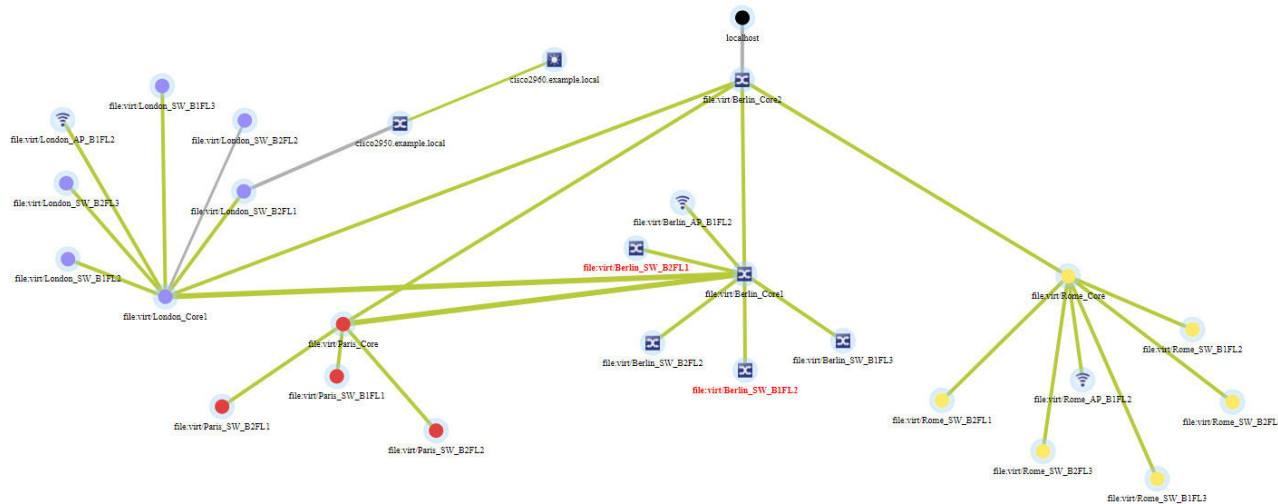 localhost
cisco2960.example.local
file:virt/Berlin_Core2
file:virt/London_SW_B1FL3
file:virt/London_AP_B1FL2
file:virt/London_SW_B2FL2
cisco2950.example.local
file:virt/London_SW_B2FL3
file:virt/London_SW_B2FL1
file:virt/Berlin_AP_B1FL2
file:virt/Berlin_SW_B2FL1
file:virt/London_SW_B1FL2
file:virt/Berlin_Core1
file:virt/Rome_Core
file:virt/London_Core1
file:virt/Paris_Core
file:virt/Berlin_SW_B2FL2
file:virt/Berlin_SW_B1FL3
file:virt/Rome_SW_B1FL2
file:virt/Paris_SW_B1FL1
file:virt/Berlin_SW_B1FL2
file:virt/Rome_AP_B1FL2
file:virt/Paris_SW_B2FL1
file:virt/Rome_SW_B2FL1
file:virt/Rome_SW_B2FL
file:virt/Paris_SW_B2FL2
file:virt/Rome_SW_B2FL3
file:virt/Rome_SW_B1FL3